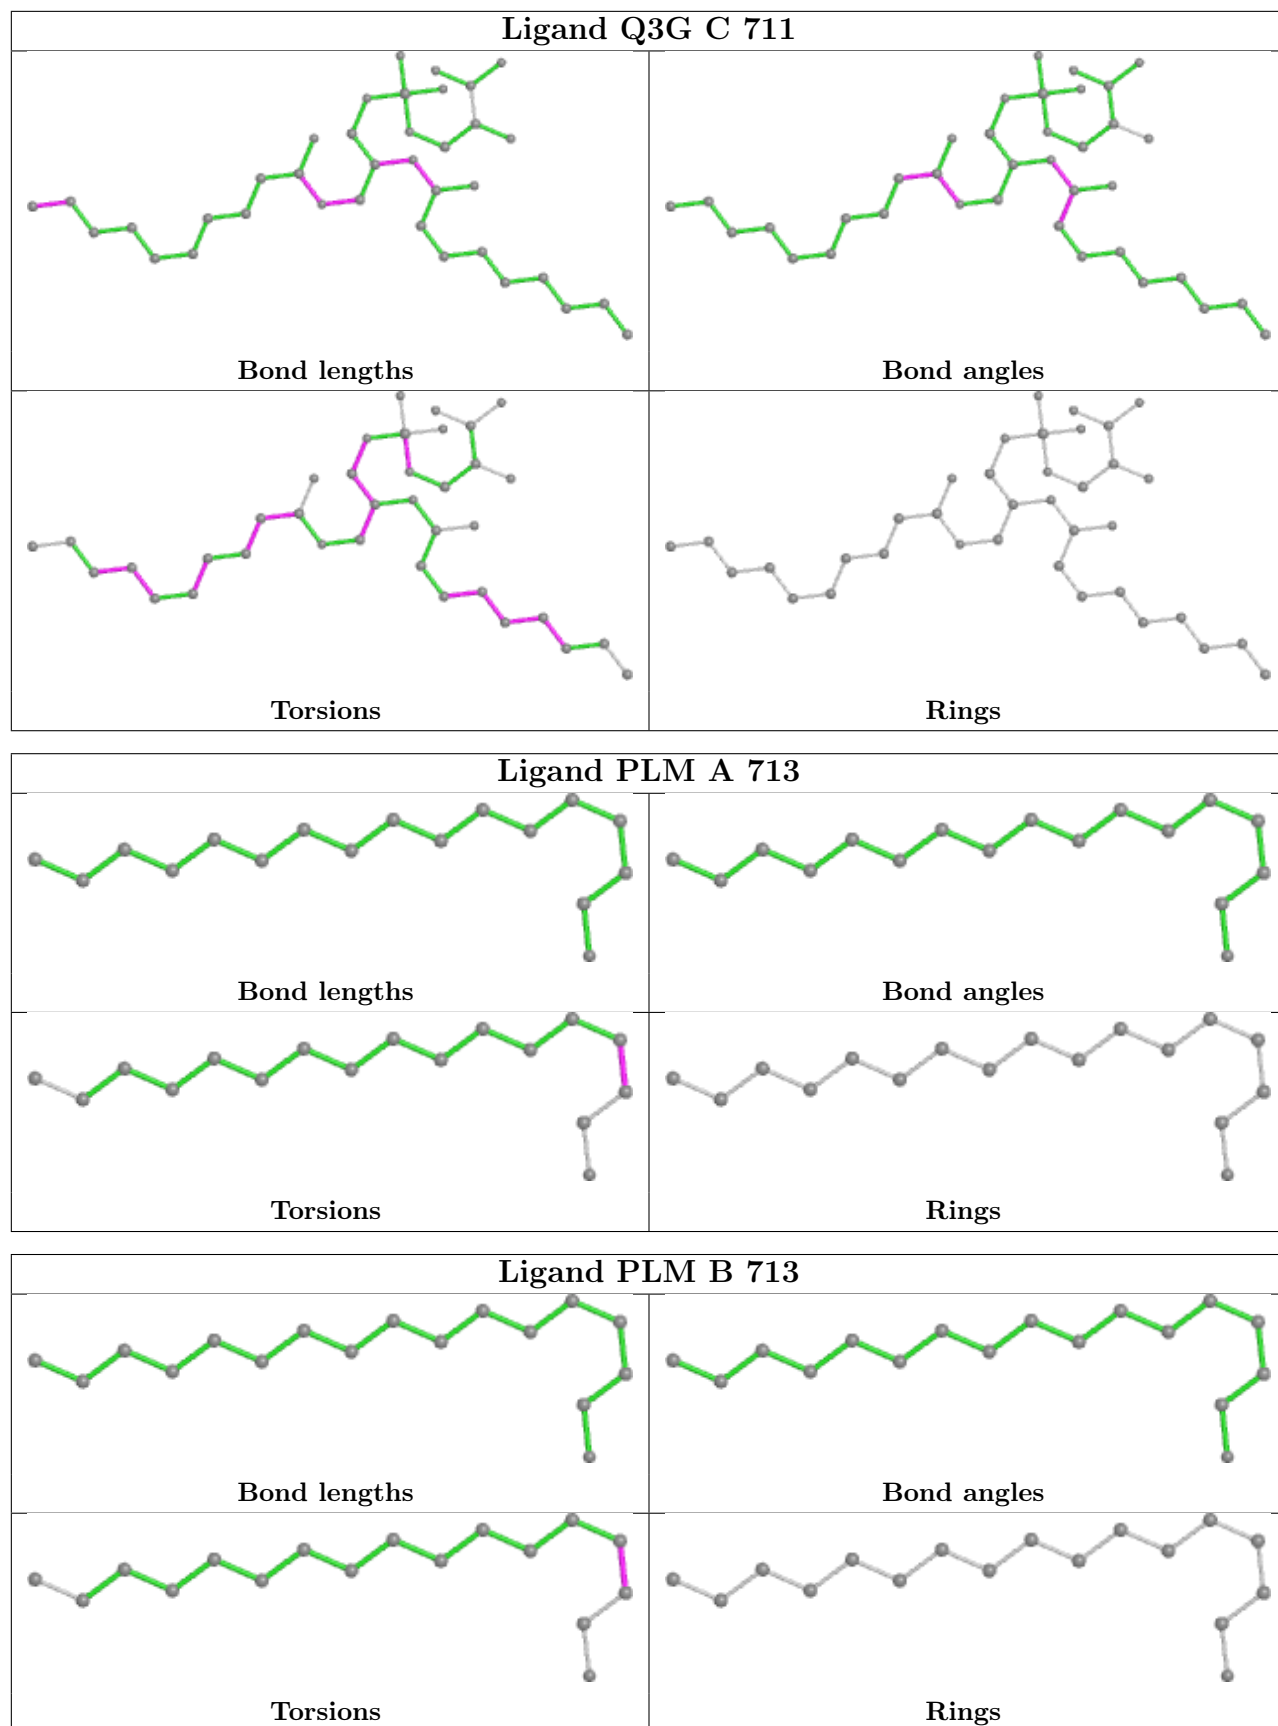 Ligand Q3G C 711
Bond lengths
Bond angles
Torsions
Rings
Ligand PLM A 713
Bond lengths
Bond angles
Torsions
Rings
Ligand PLM B 713
Bond lengths
Bond angles
Torsions
Rings